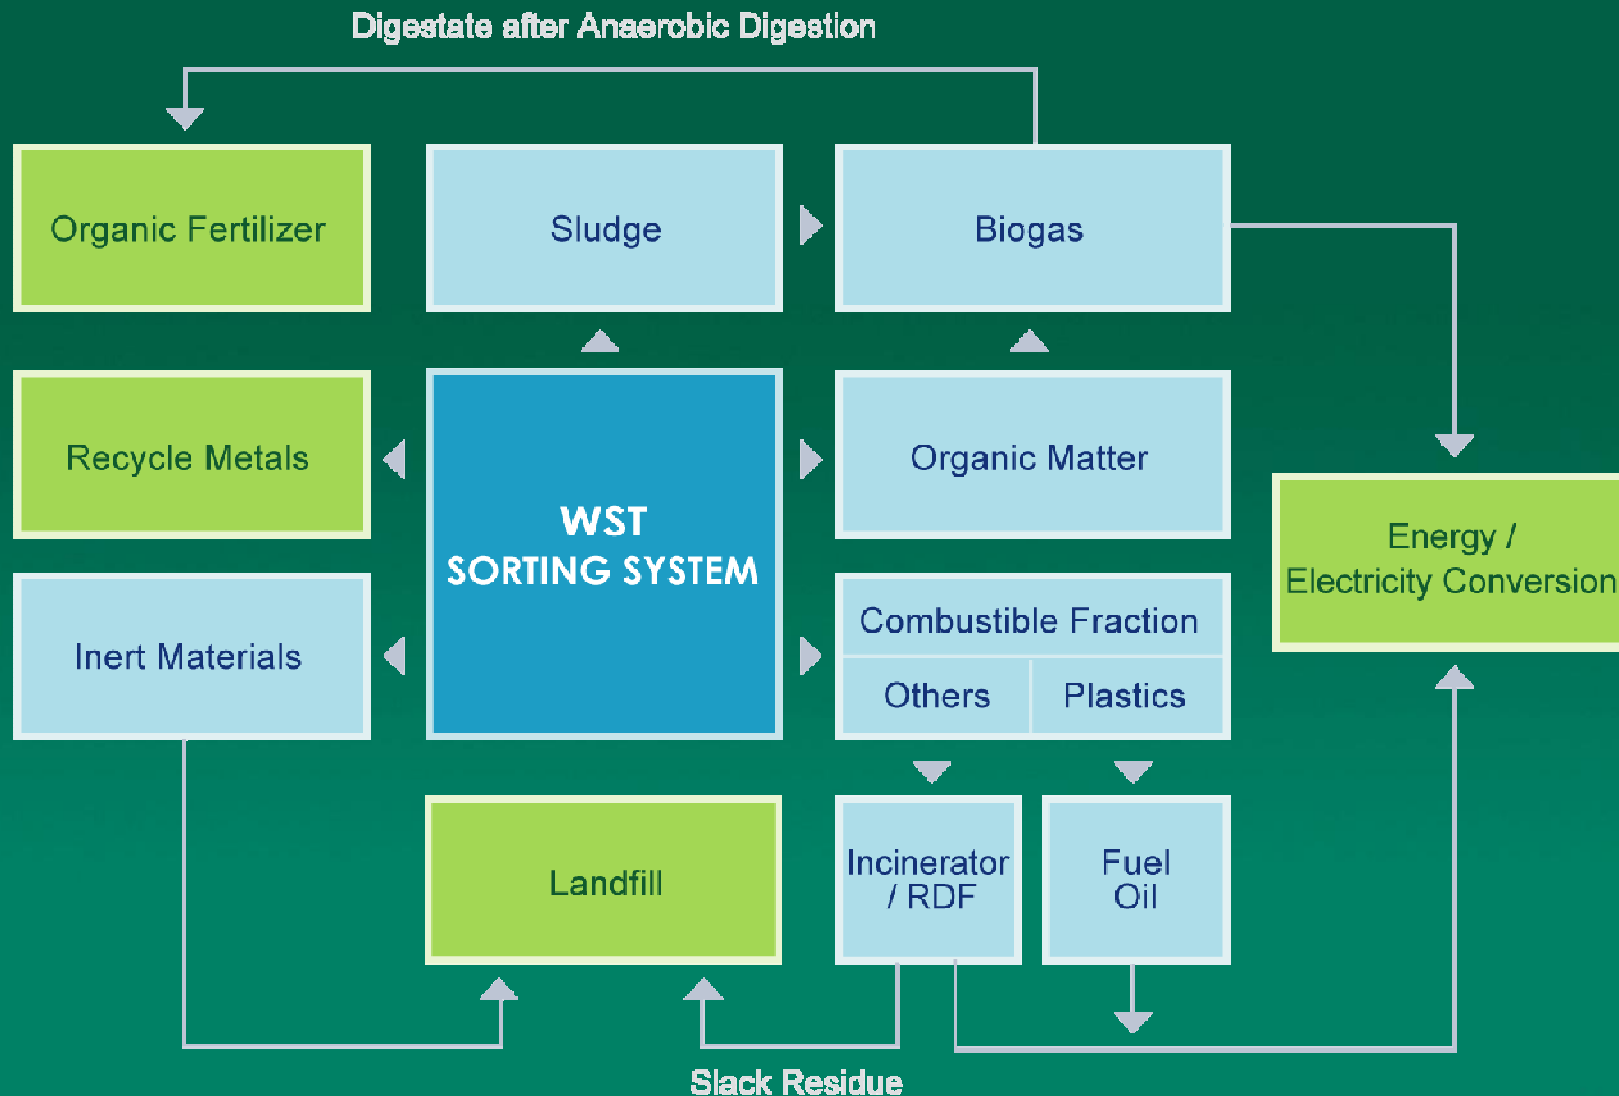 Digestate after Anaerobic Digestion
Organic Fertilizer
Sludge
Biogas
Recycle Metals
WST
SORTING SYSTEM
Organic Matter
Energy /
Electricity Conversion
Inert Materials
Combustible Fraction
Others
Plastics
Landfill
Incinerator
/ RDF
Fuel
Oil
Slack Residue